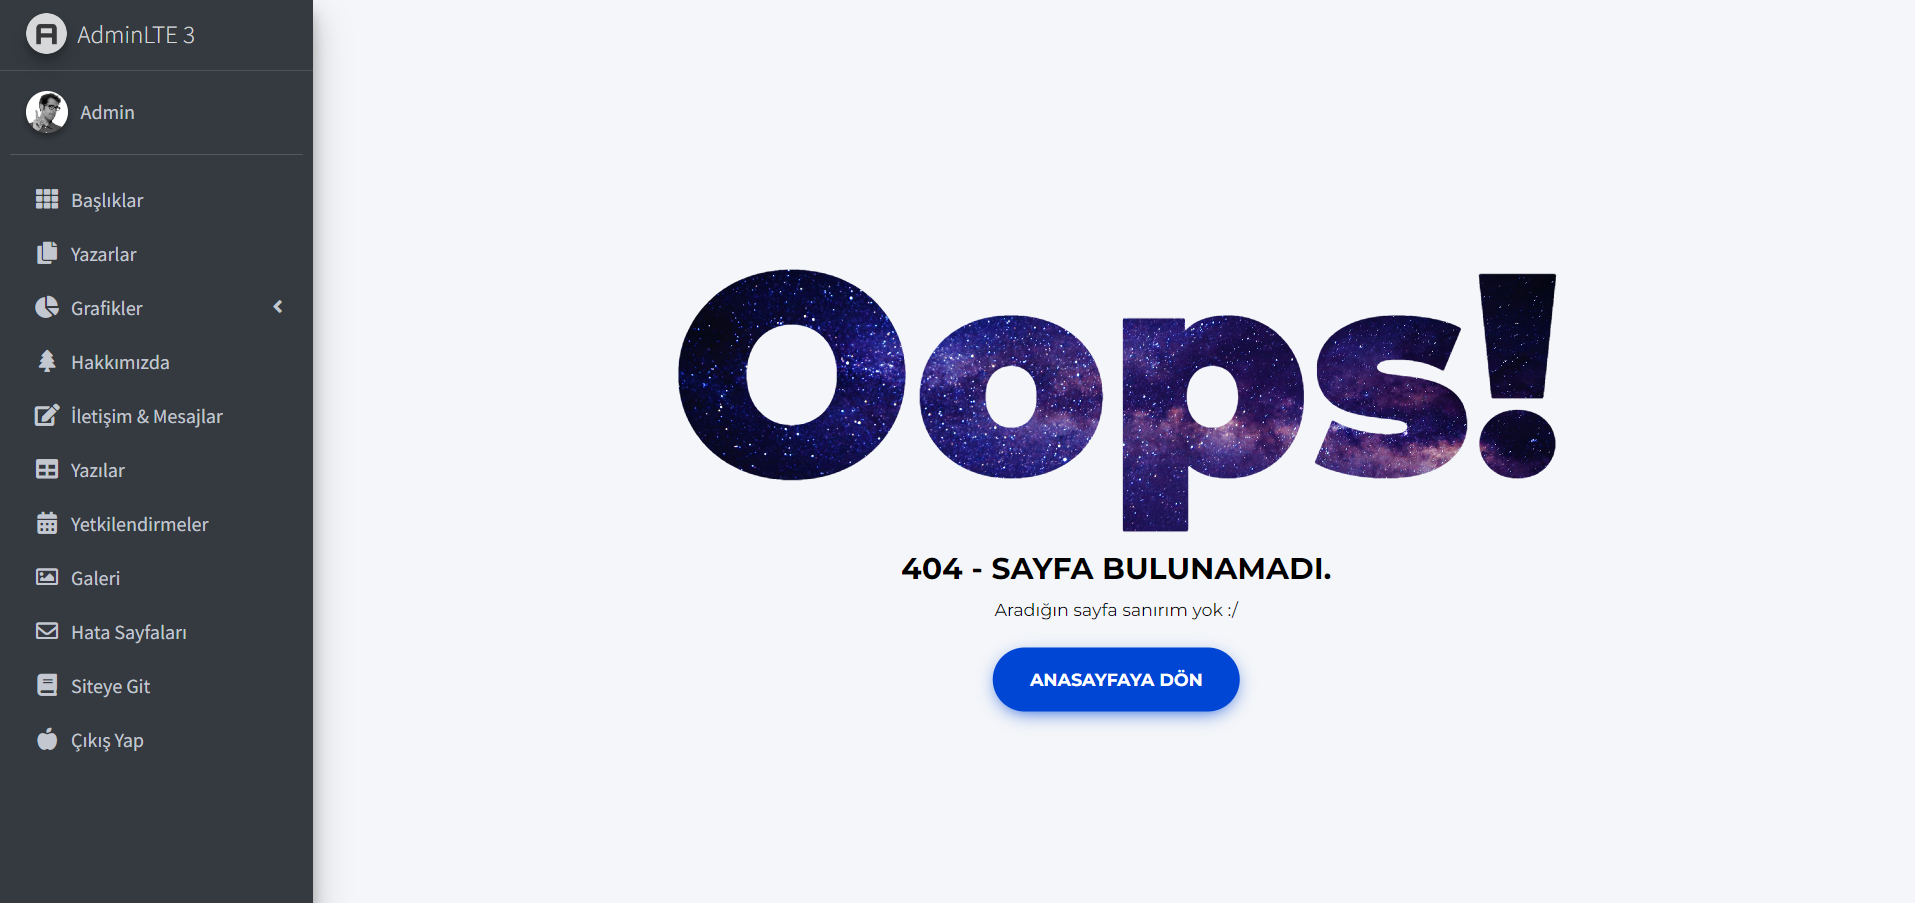 AdminLTE 3
Admin
Başlıklar
Yazarlar
Grafikler
Hakkımızda
İletişim & Mesajlar
Yazılar
Yetkilendirmeler
Galeri
Hata Sayfaları
Siteye Git
Çıkış Yap
Oops!
404 - SAYFA BULUNAMADI.
Aradığın sayfa sanırım yok :/
ANASAYFAYA DÖN